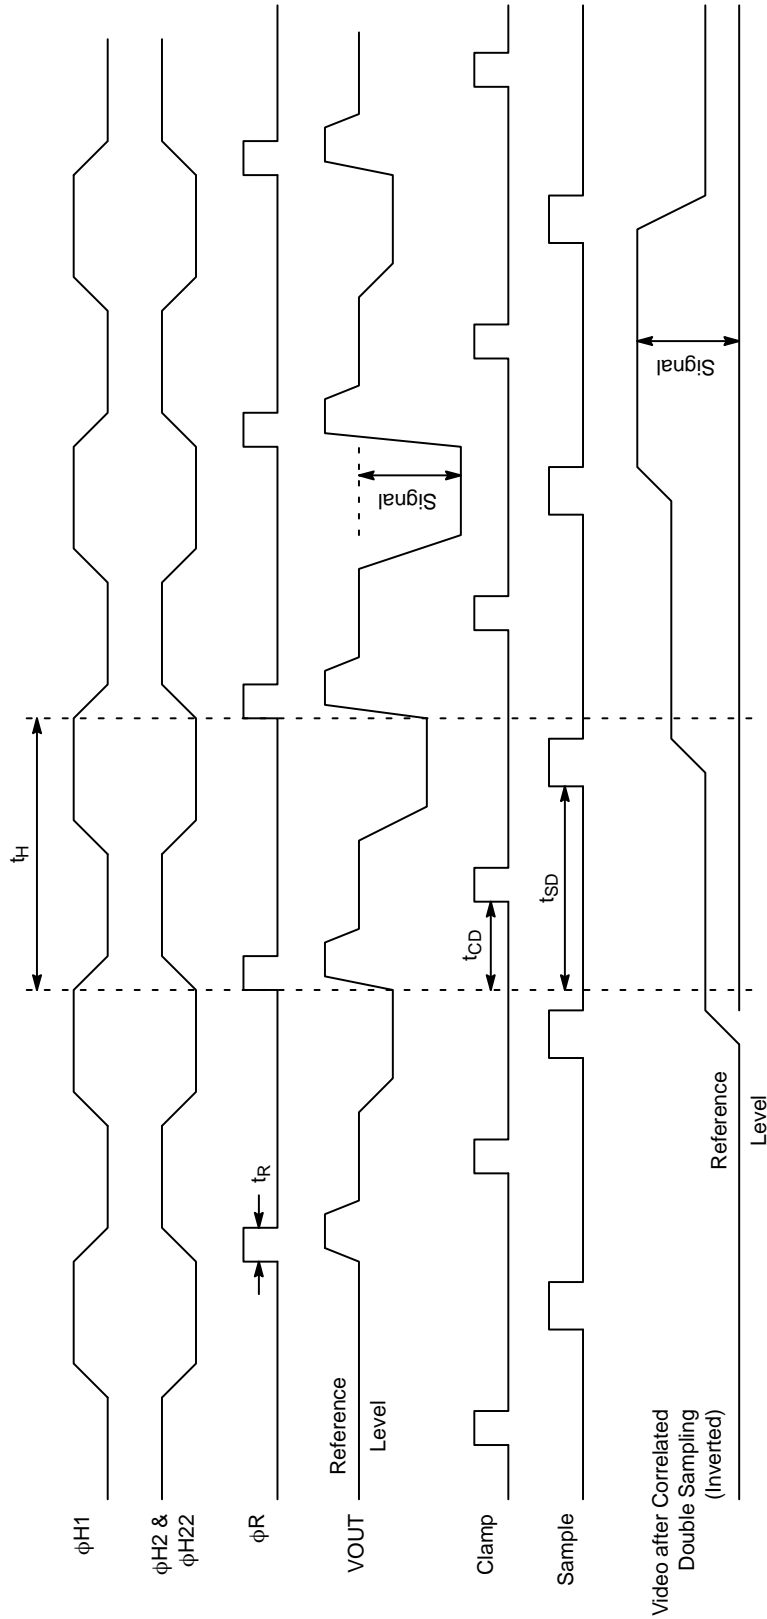 φH1
φH2 &
φH22
φR
tR
tH
VOUT
Reference
Level
Signal
Clamp
tCD
Sample
tSD
Video after Correlated
Double Sampling
(Inverted)
Reference
Level
Signal